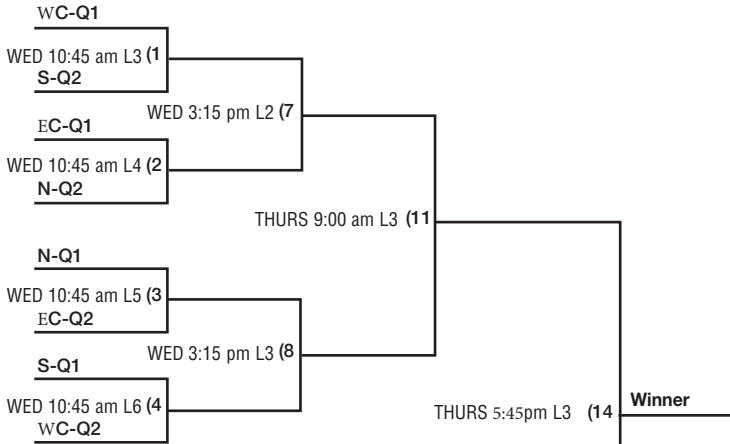 WC-Q1
WED 10:45 am L3 (1
S-Q2
WED 3:15 pm L2 (7
EC-Q1
WED 10:45 am L4 (2
N-Q2
THURS 9:00 am L3 (11
N-Q1
WED 10:45 am L5 (3
EC-Q2
WED 3:15 pm L3 (8
S-Q1
WED 10:45 am L6 (4
WC-Q2
THURS 5:45pm L3 (14
Winner